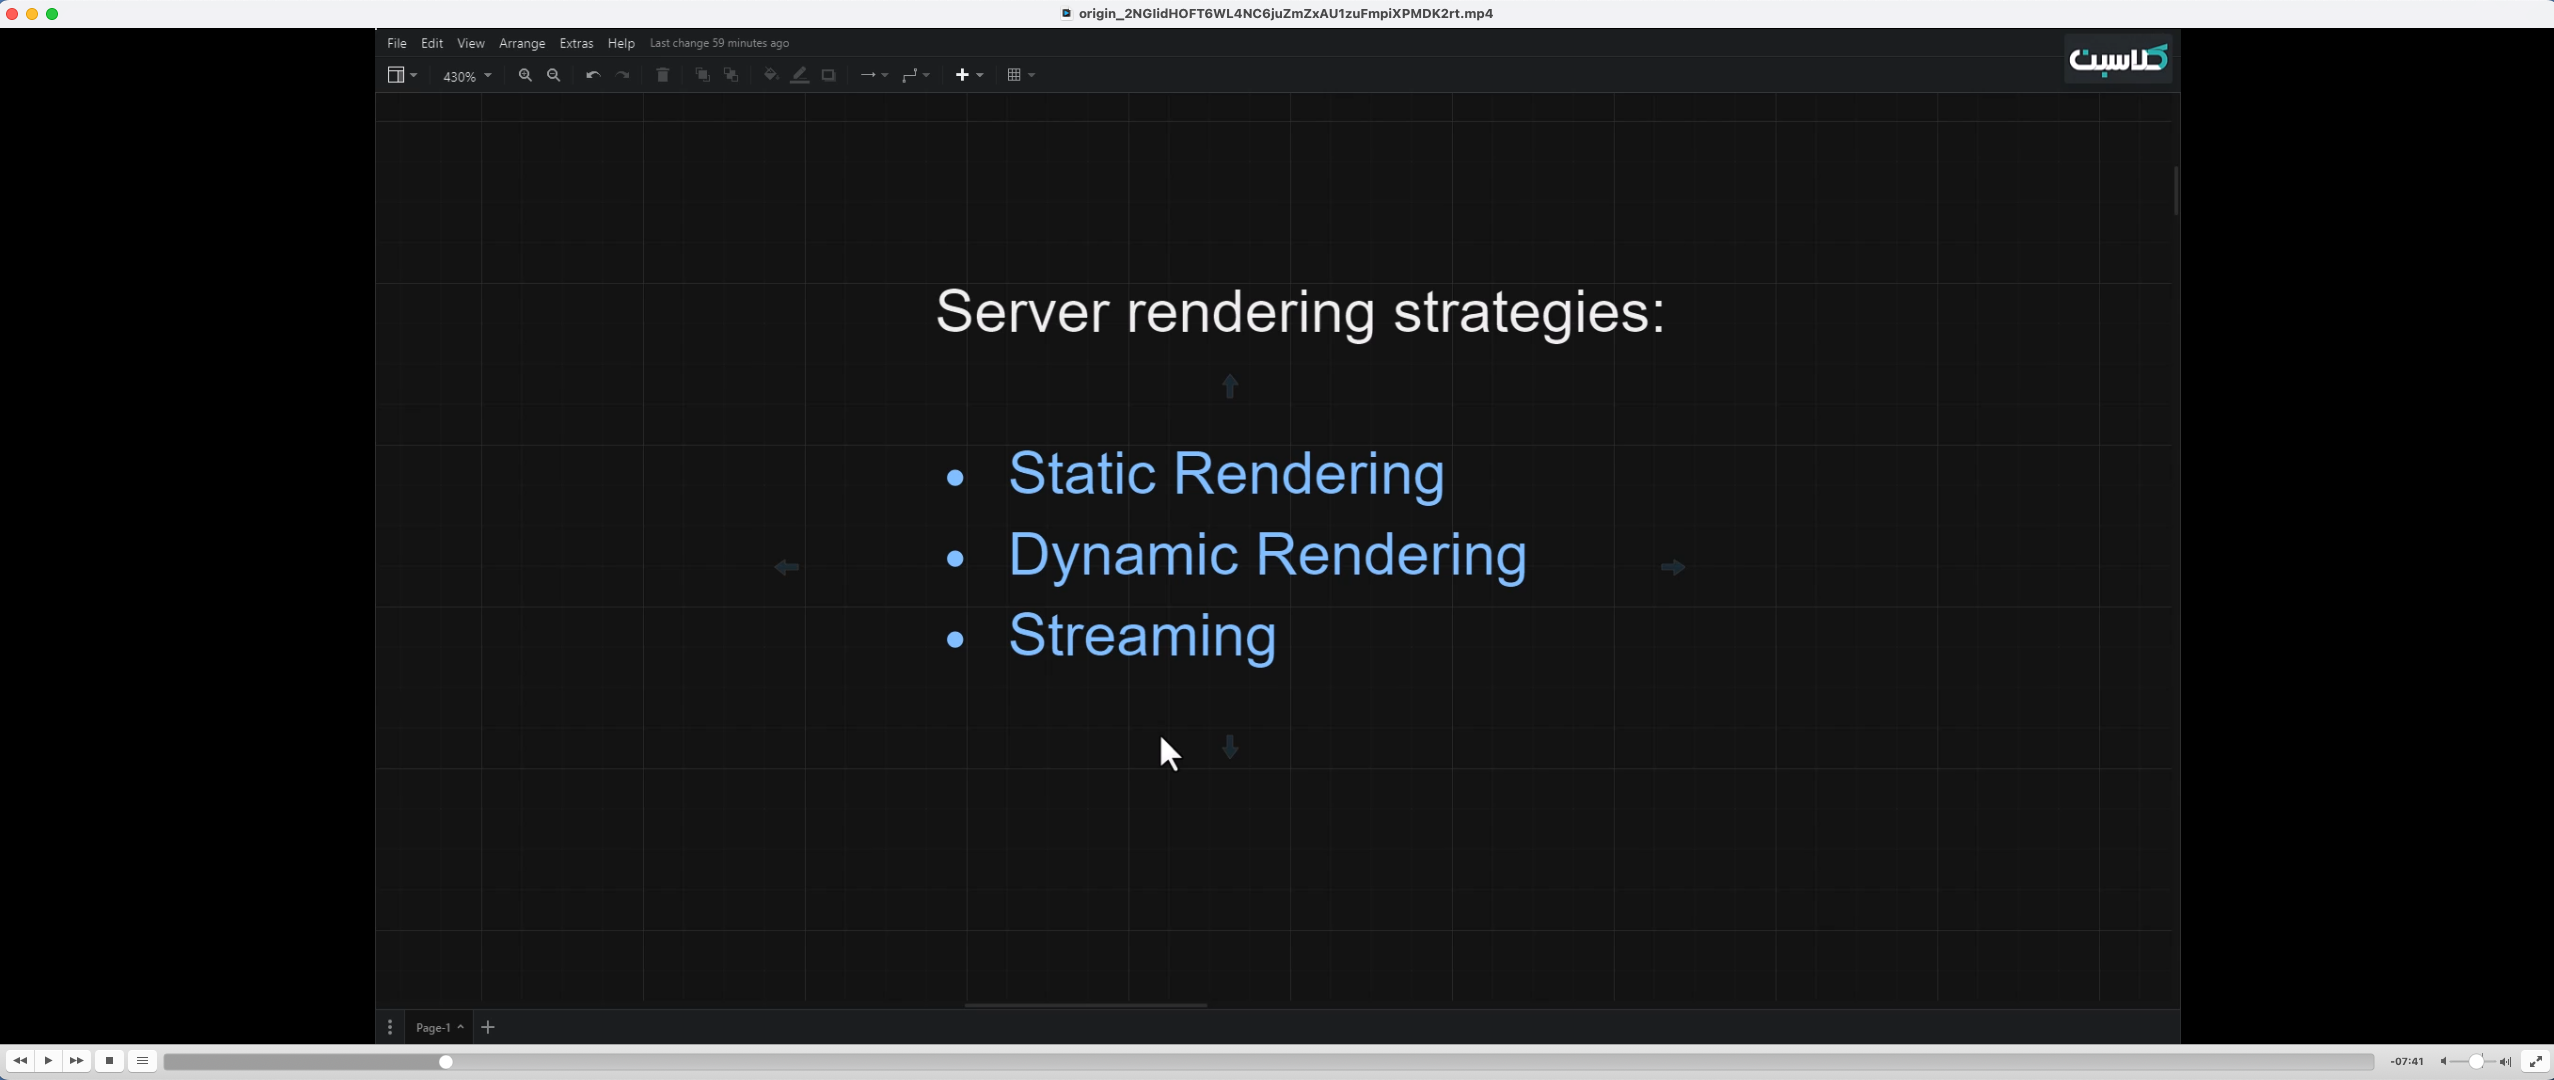 origin_2NGlidHOFT6WL4NC6juZmZxAU1zuFmpiXPMDK2rt.mp4
File Edit View Arrange Extras Help Last change 59 minutes ago
کلاسیت
430%
Server rendering strategies:
• Static Rendering
• Dynamic Rendering
• Streaming
Page-1
-07:41